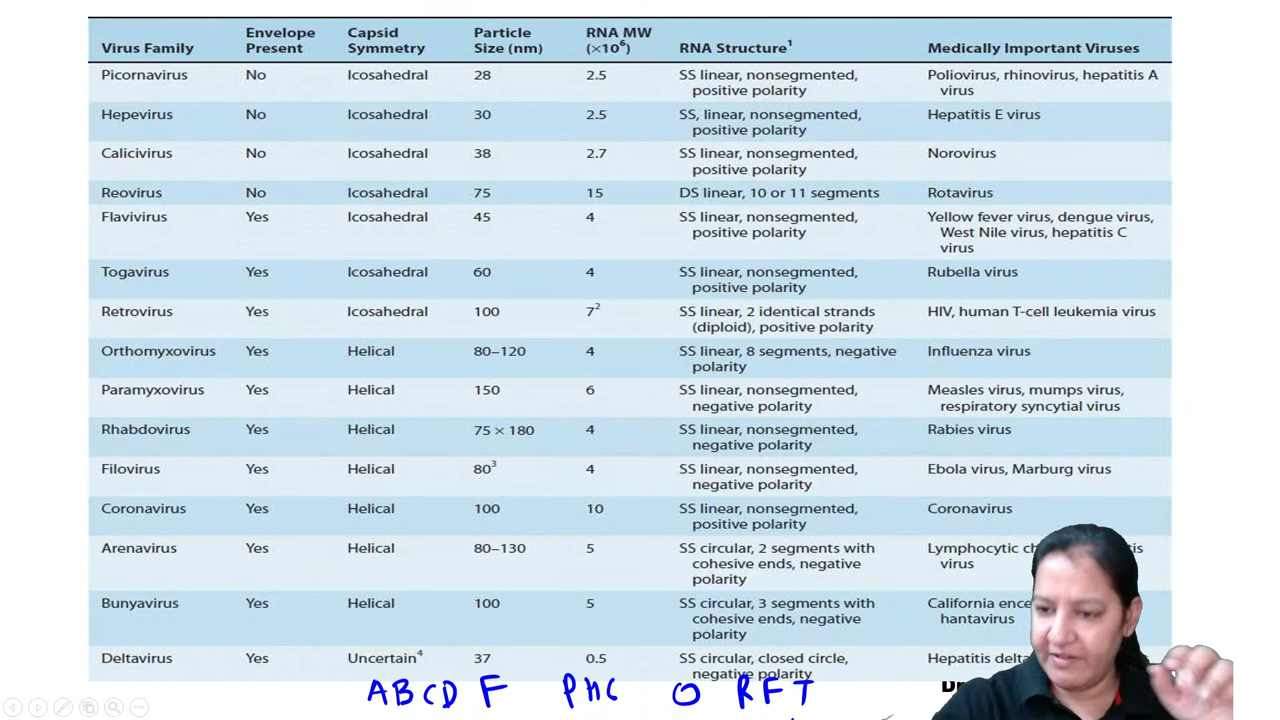 Virus Family Envelope Present Capsid Symmetry Particle Size (nm) RNA MW (×10⁶) RNA Structure¹ Medically Important Viruses
Picornavirus No Icosahedral 28 2.5 SS linear, nonsegmented, positive polarity Poliovirus, rhinovirus, hepatitis A virus
Hepevirus No Icosahedral 30 2.5 SS, linear, nonsegmented, positive polarity Hepatitis E virus
Calicivirus No Icosahedral 38 2.7 SS linear, nonsegmented, positive polarity Norovirus
Reovirus No Icosahedral 75 15 DS linear, 10 or 11 segments Rotavirus
Flavivirus Yes Icosahedral 45 4 SS linear, nonsegmented, positive polarity Yellow fever virus, dengue virus, West Nile virus, hepatitis C virus
Togavirus Yes Icosahedral 60 4 SS linear, nonsegmented, positive polarity Rubella virus
Retrovirus Yes Icosahedral 100 7² SS linear, 2 identical strands (diploid), positive polarity HIV, human T-cell leukemia virus
Orthomyxovirus Yes Helical 80–120 4 SS linear, 8 segments, negative polarity Influenza virus
Paramyxovirus Yes Helical 150 6 SS linear, nonsegmented, negative polarity Measles virus, mumps virus, respiratory syncytial virus
Rhabdovirus Yes Helical 75 × 180 4 SS linear, nonsegmented, negative polarity Rabies virus
Filovirus Yes Helical 80³ 4 SS linear, nonsegmented, negative polarity Ebola virus, Marburg virus
Coronavirus Yes Helical 100 10 SS linear, nonsegmented, positive polarity Coronavirus
Arenavirus Yes Helical 80–130 5 SS circular, 2 segments with cohesive ends, negative polarity Lymphocytic virus
Bunyavirus Yes Helical 100 5 SS circular, 3 segments with cohesive ends, negative polarity California hantavirus
Deltavirus Yes Uncertain⁴ 37 0.5 SS circular, closed circle, negative polarity Hepatitis
A B C D F O R F T